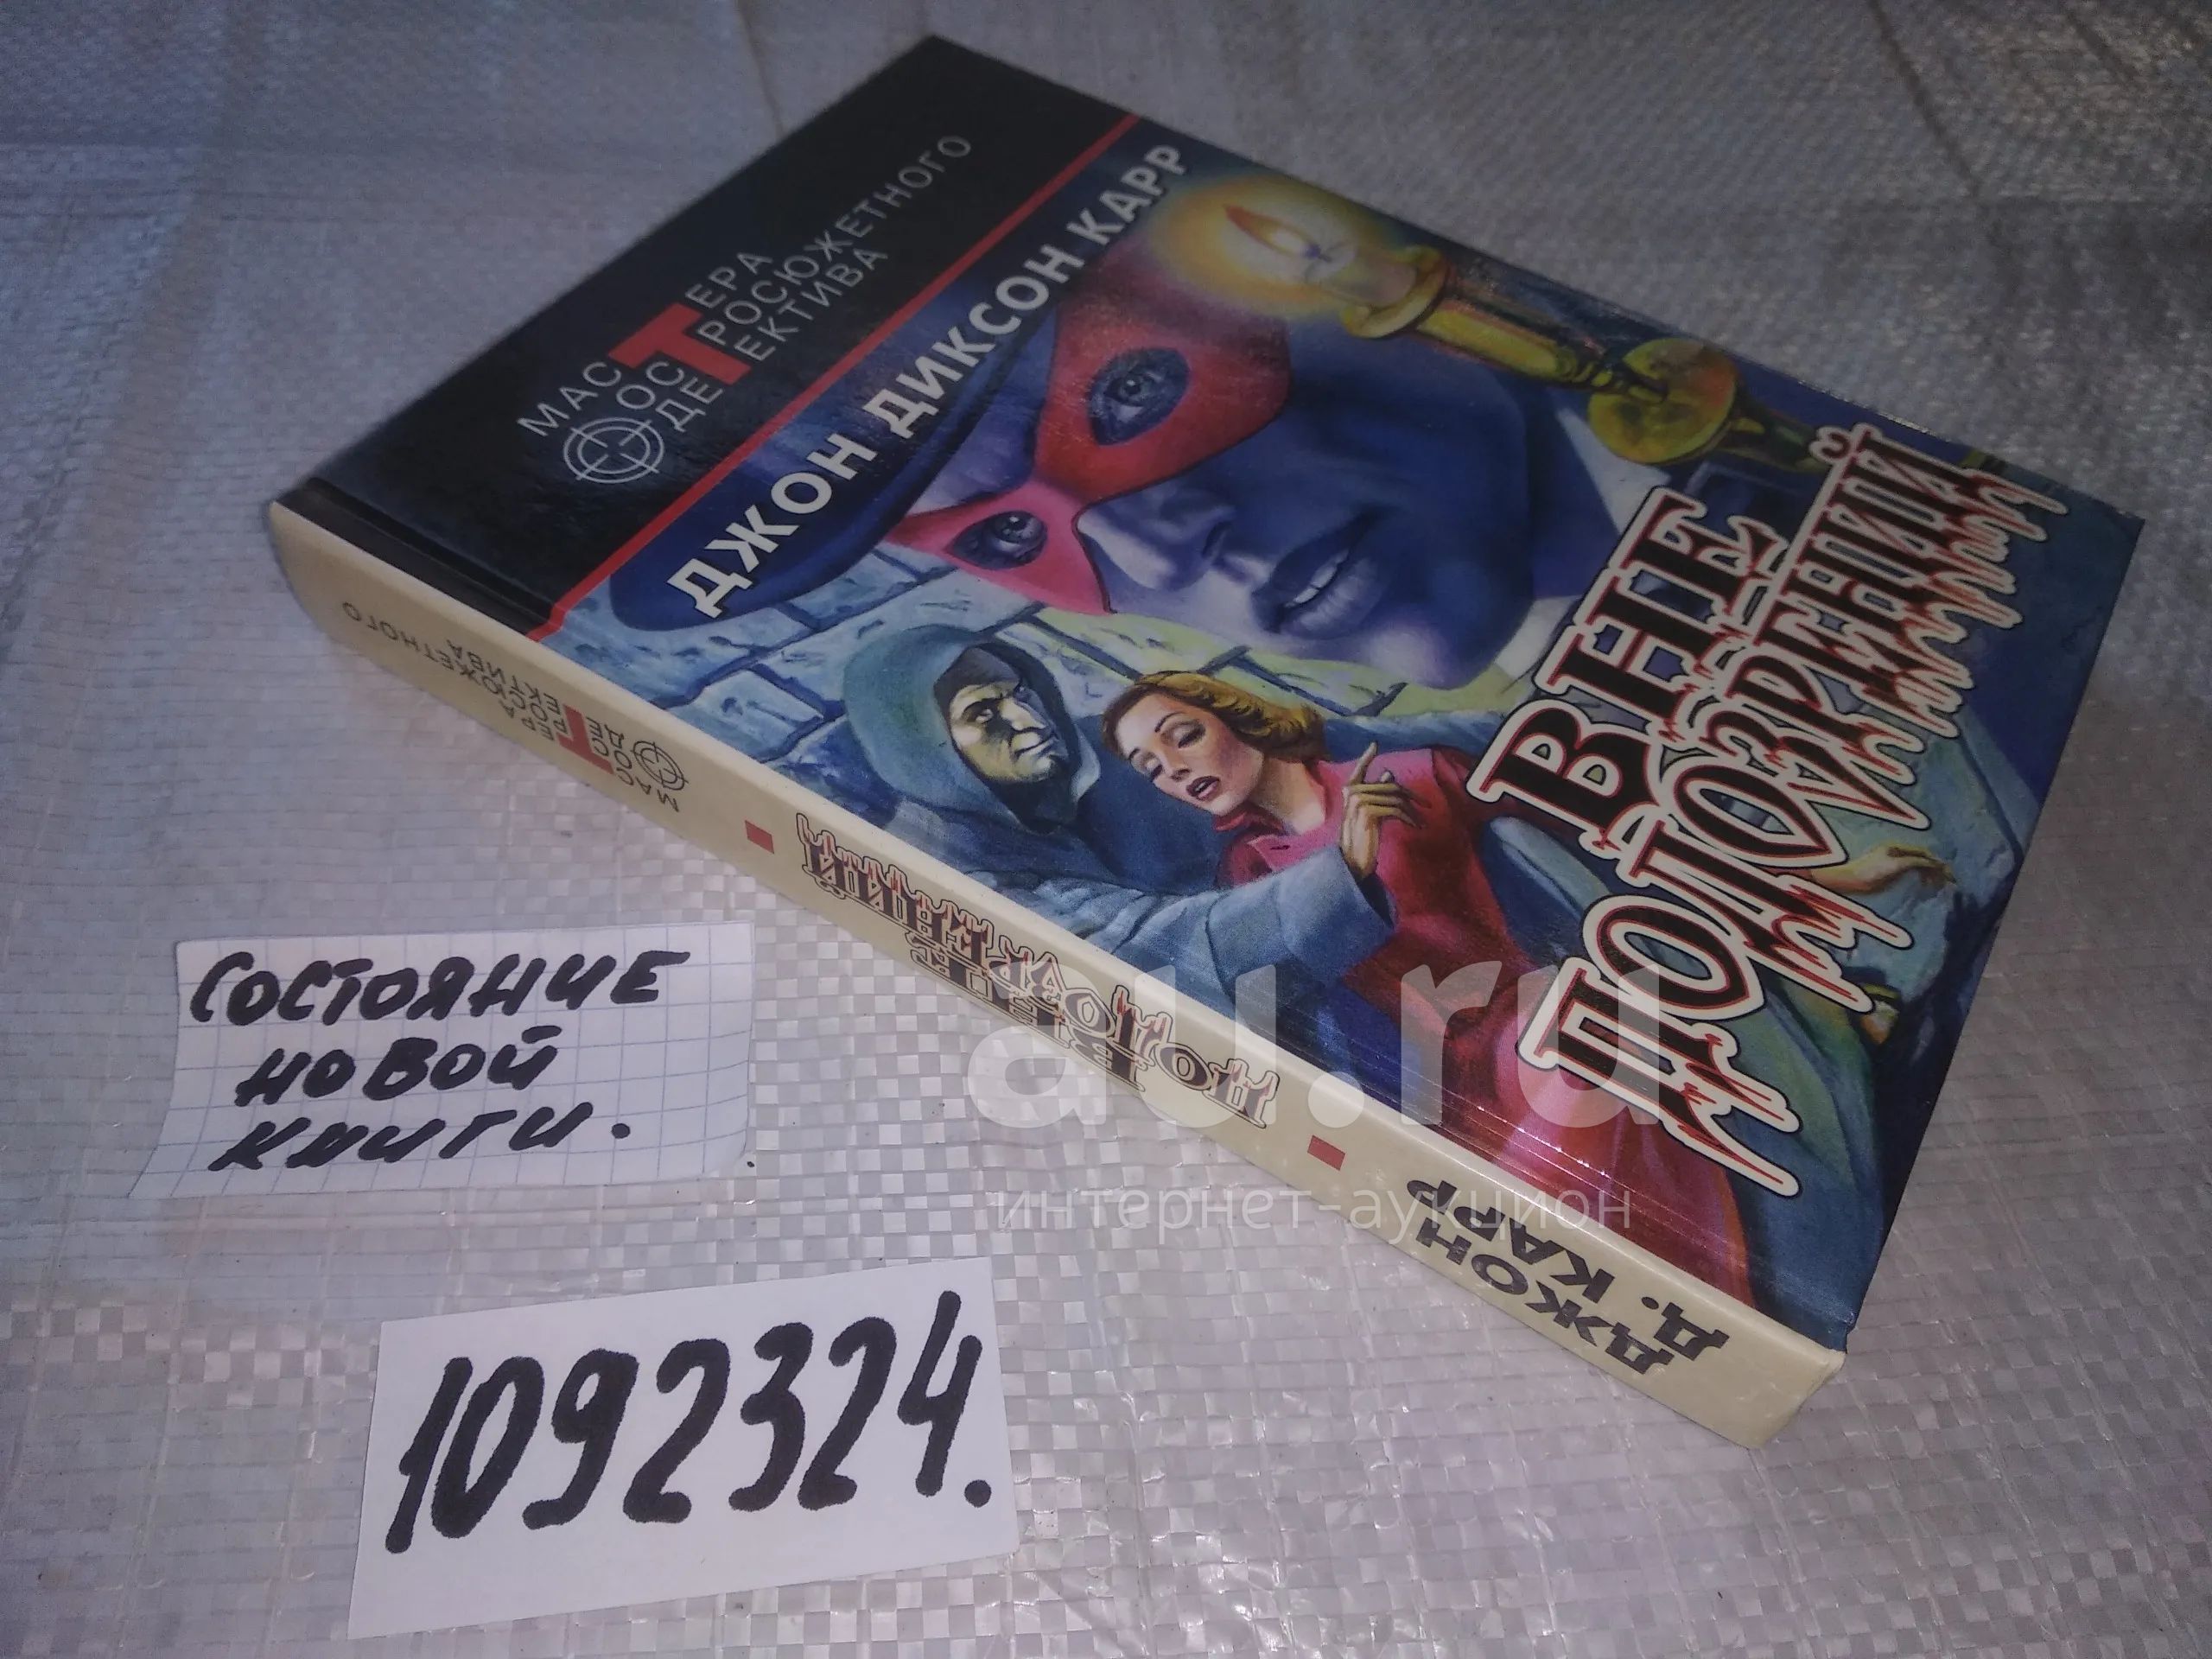 МАСТЕРА
ОСТРОСЮЖЕТНОГО
ДЕТЕКТИВА
ДЖОН ДИКСОН КАРР
ВНЕ
ПОДОЗРЕНИЙ
МАСТЕРА
ОСТРОСЮЖЕТНОГО
ДЕТЕКТИВА
ВНЕ
ПОДОЗРЕНИЙ
ДЖОН
Д. КАРР
СОСТОЯНИЕ
НОВОЙ
КНИГИ.
1092324.
au.ru
интернет-аукцион